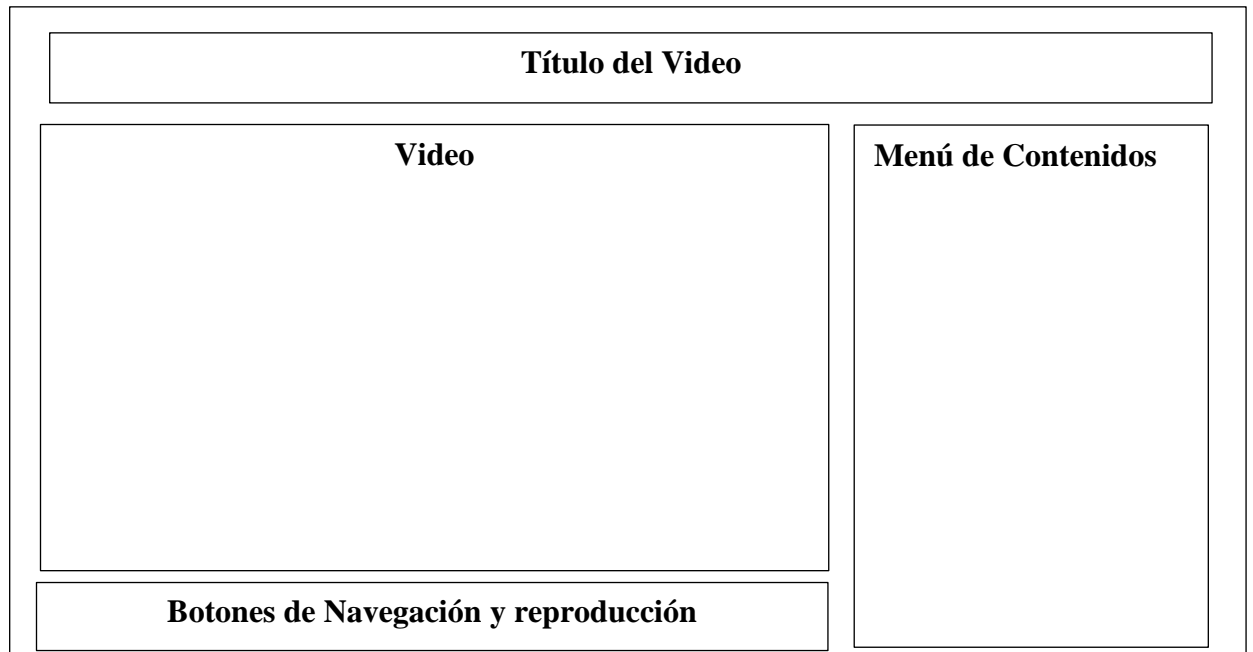 Título del Video
Video
Menú de Contenidos
Botones de Navegación y reproducción